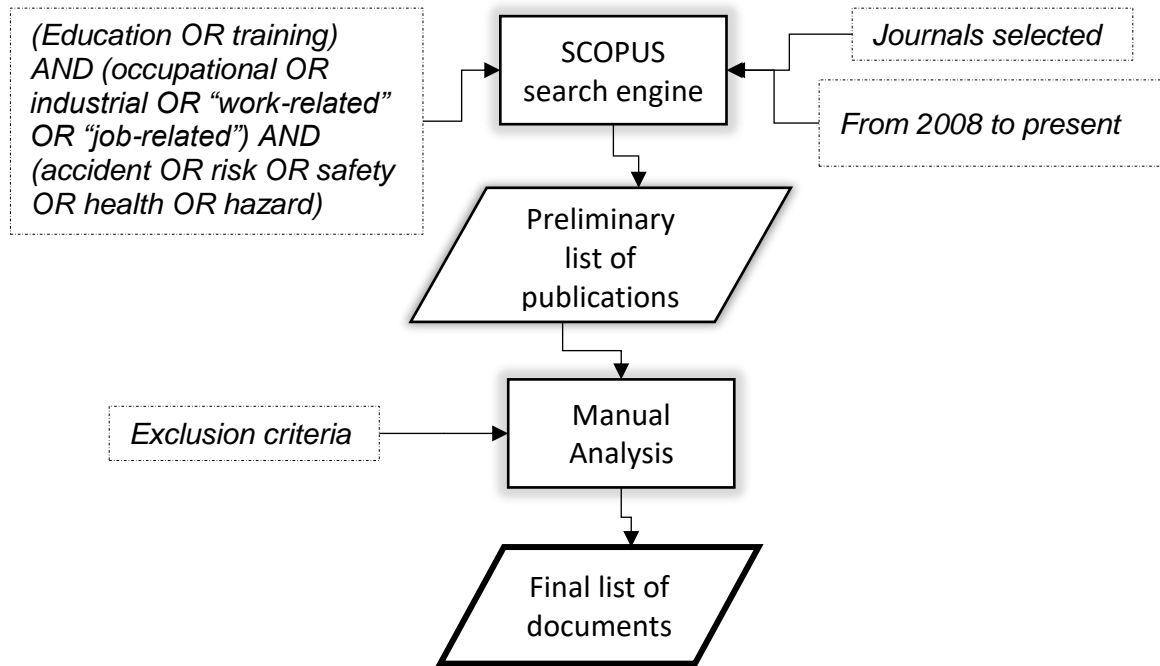 (Education OR training)
AND (occupational OR
industrial OR “work-related”
OR “job-related”) AND
(accident OR risk OR safety
OR health OR hazard)
SCOPUS
search engine
Journals selected
From 2008 to present
Preliminary
list of
publications
Exclusion criteria
Manual
Analysis
Final list of
documents